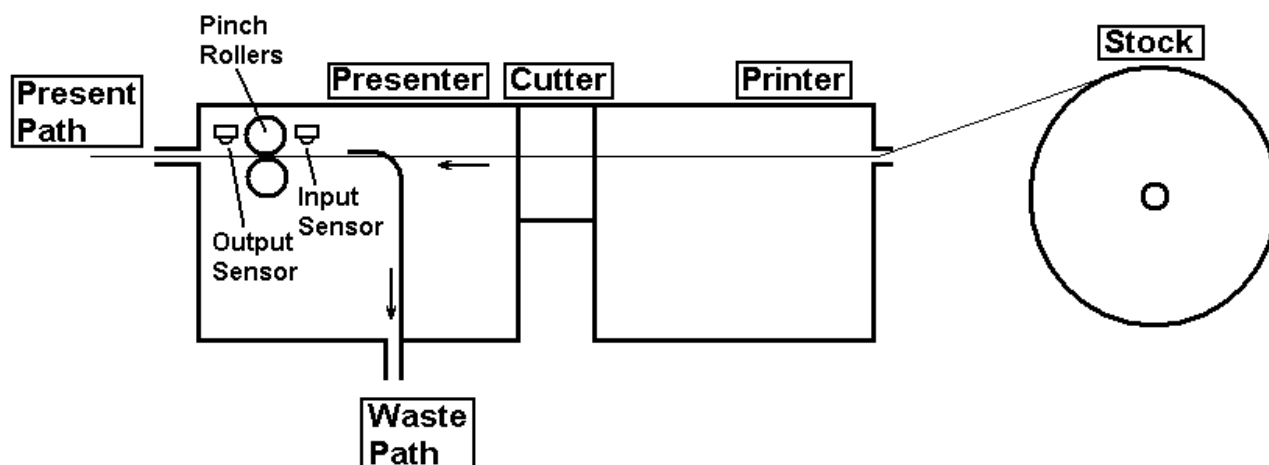 Pinch
Rollers
Stock
Presenter
Cutter
Printer
Present
Path
Input
Sensor
Output
Sensor
Waste
Path